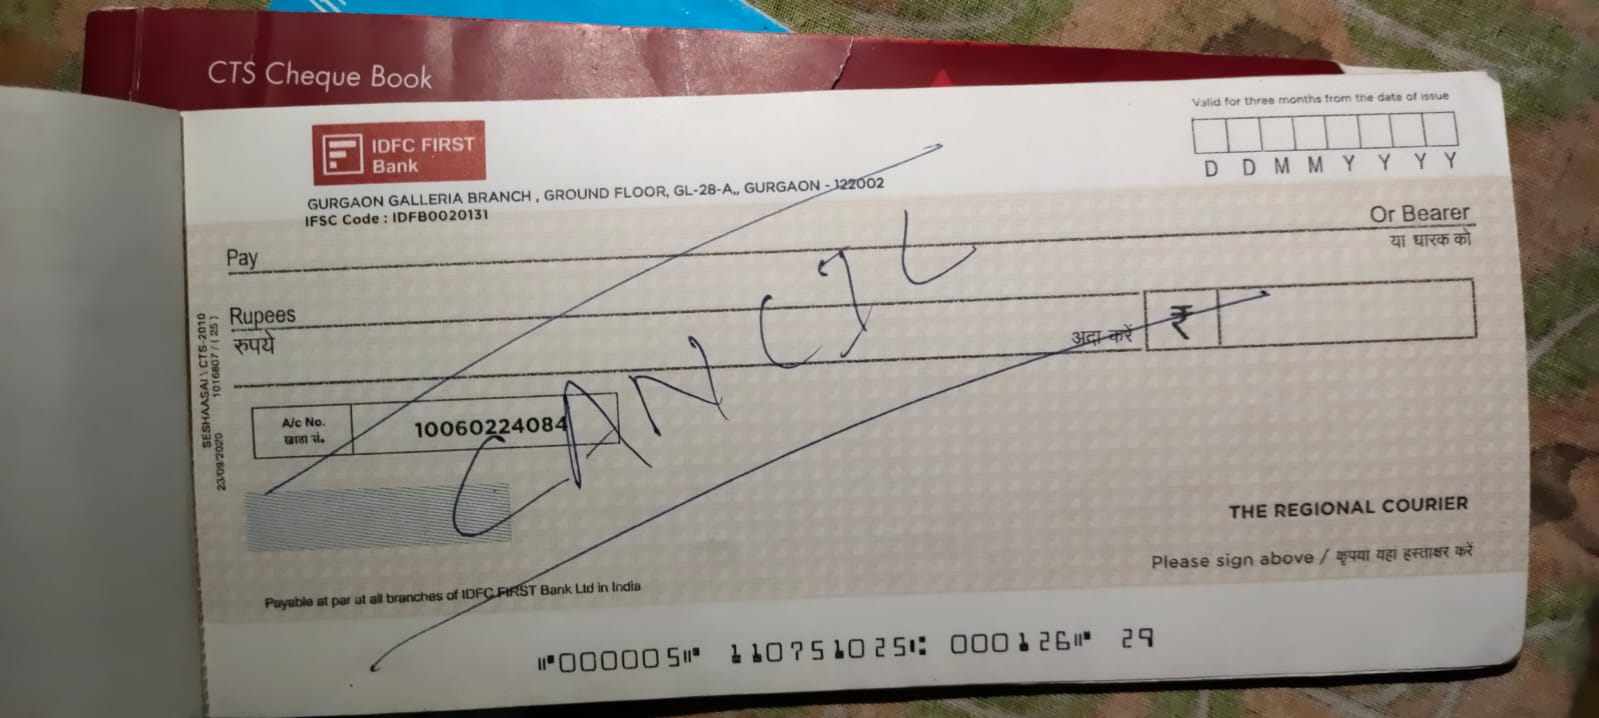 CTS Cheque Book
Valid for three months from the date of issue
IDFC FIRST
Bank
D D M M Y Y Y Y
GURGAON GALLERIA BRANCH , GROUND FLOOR, GL-28-A,, GURGAON - 122002
IFSC Code : IDFB0020131
Pay
Or Bearer
या धारक को
Rupees
रुपये
अदा करें
₹
CANCEL
A/c No.
खाता सं.
10060224084
SESHAASAI \ CTS-2010
1016807 / ( 25 )
23/09/2020
THE REGIONAL COURIER
Please sign above / कृपया यहां हस्ताक्षर करें
Payable at par at all branches of IDFC FIRST Bank Ltd in India
⑈000005⑈ 110751025⑆ 000126⑈ 29